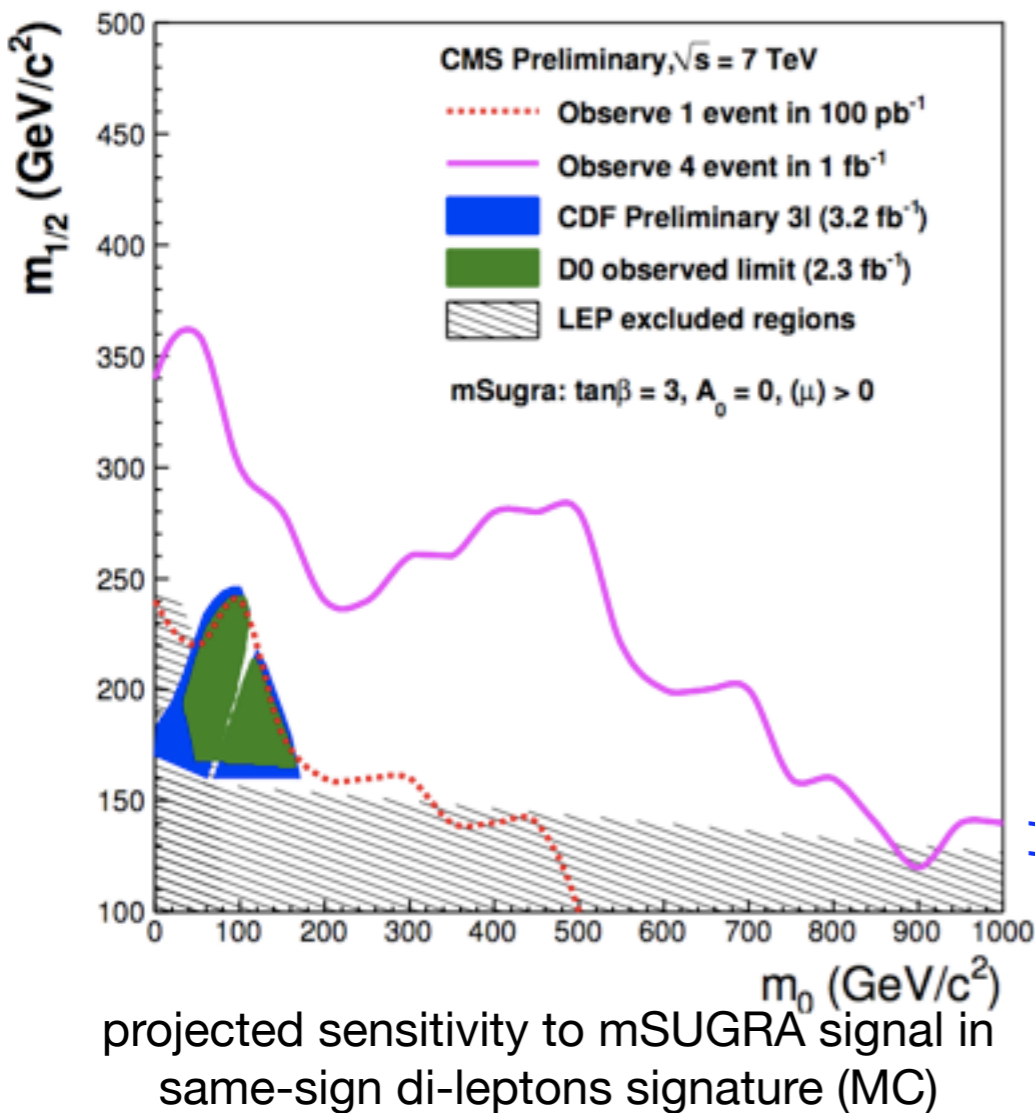 m1/2 (GeV/c2)
500
450
400
350
300
250
200
150
100
CMS Preliminary,√s = 7 TeV
Observe 1 event in 100 pb-1
Observe 4 event in 1 fb-1
CDF Preliminary 3l (3.2 fb-1)
D0 observed limit (2.3 fb-1)
LEP excluded regions
mSugra: tanβ = 3, A0 = 0, (μ) > 0
0 100 200 300 400 500 600 700 800 900 1000
m0 (GeV/c2)
projected sensitivity to mSUGRA signal in
same-sign di-leptons signature (MC)